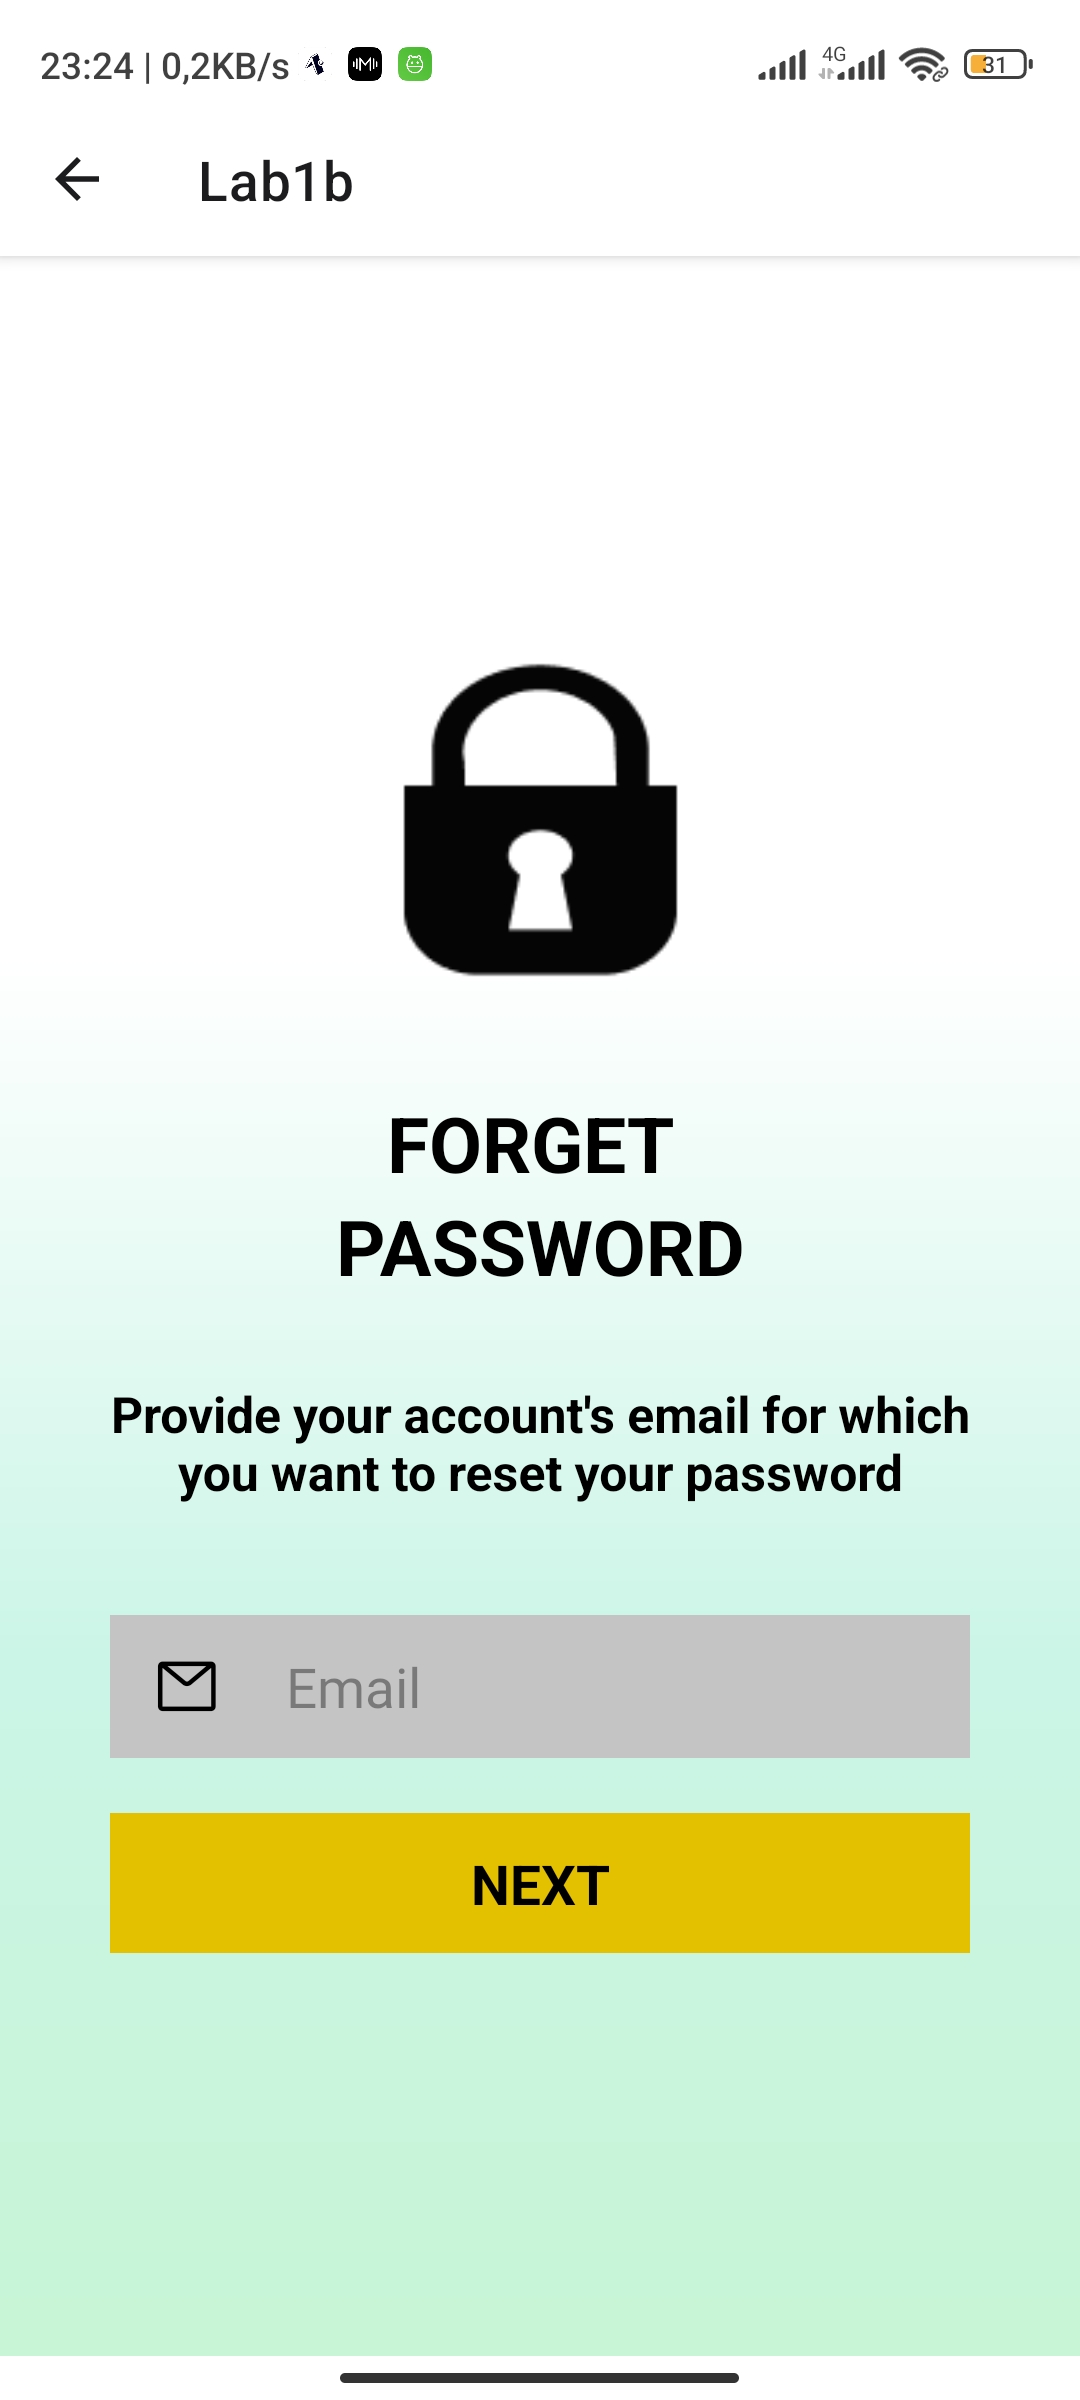 23:24 | 0,2KB/s
4G
31
Lab1b
FORGET
PASSWORD
Provide your account's email for which
you want to reset your password
Email
NEXT